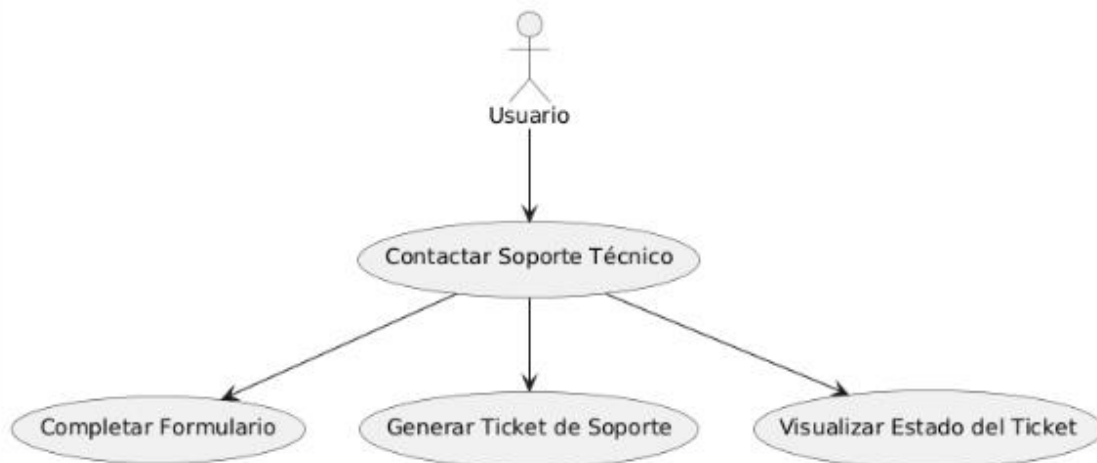 Usuario
Contactar Soporte Técnico
Completar Formulario
Generar Ticket de Soporte
Visualizar Estado del Ticket